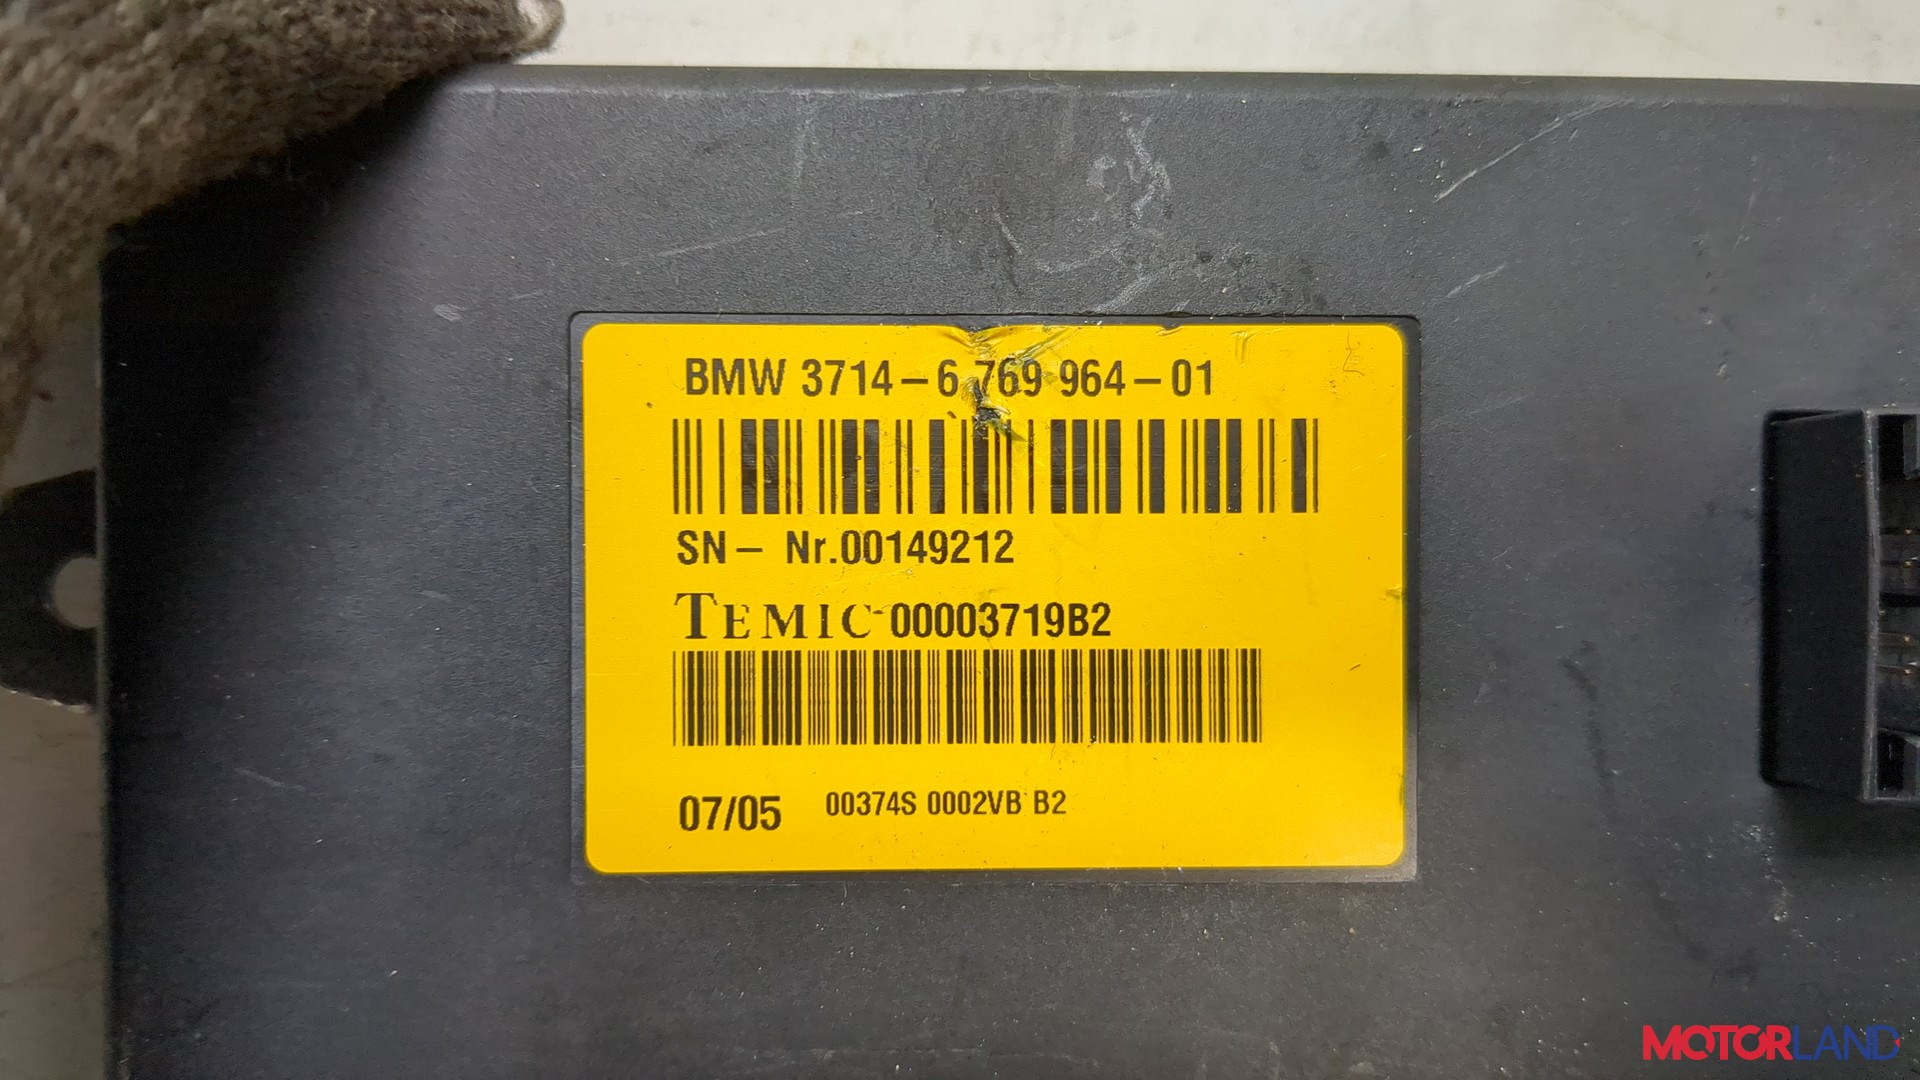 BMW 3714-6 769 964-01
SN- Nr.00149212
TEMIC 00003719B2
07/05 00374S 0002VB B2
MOTORLAND